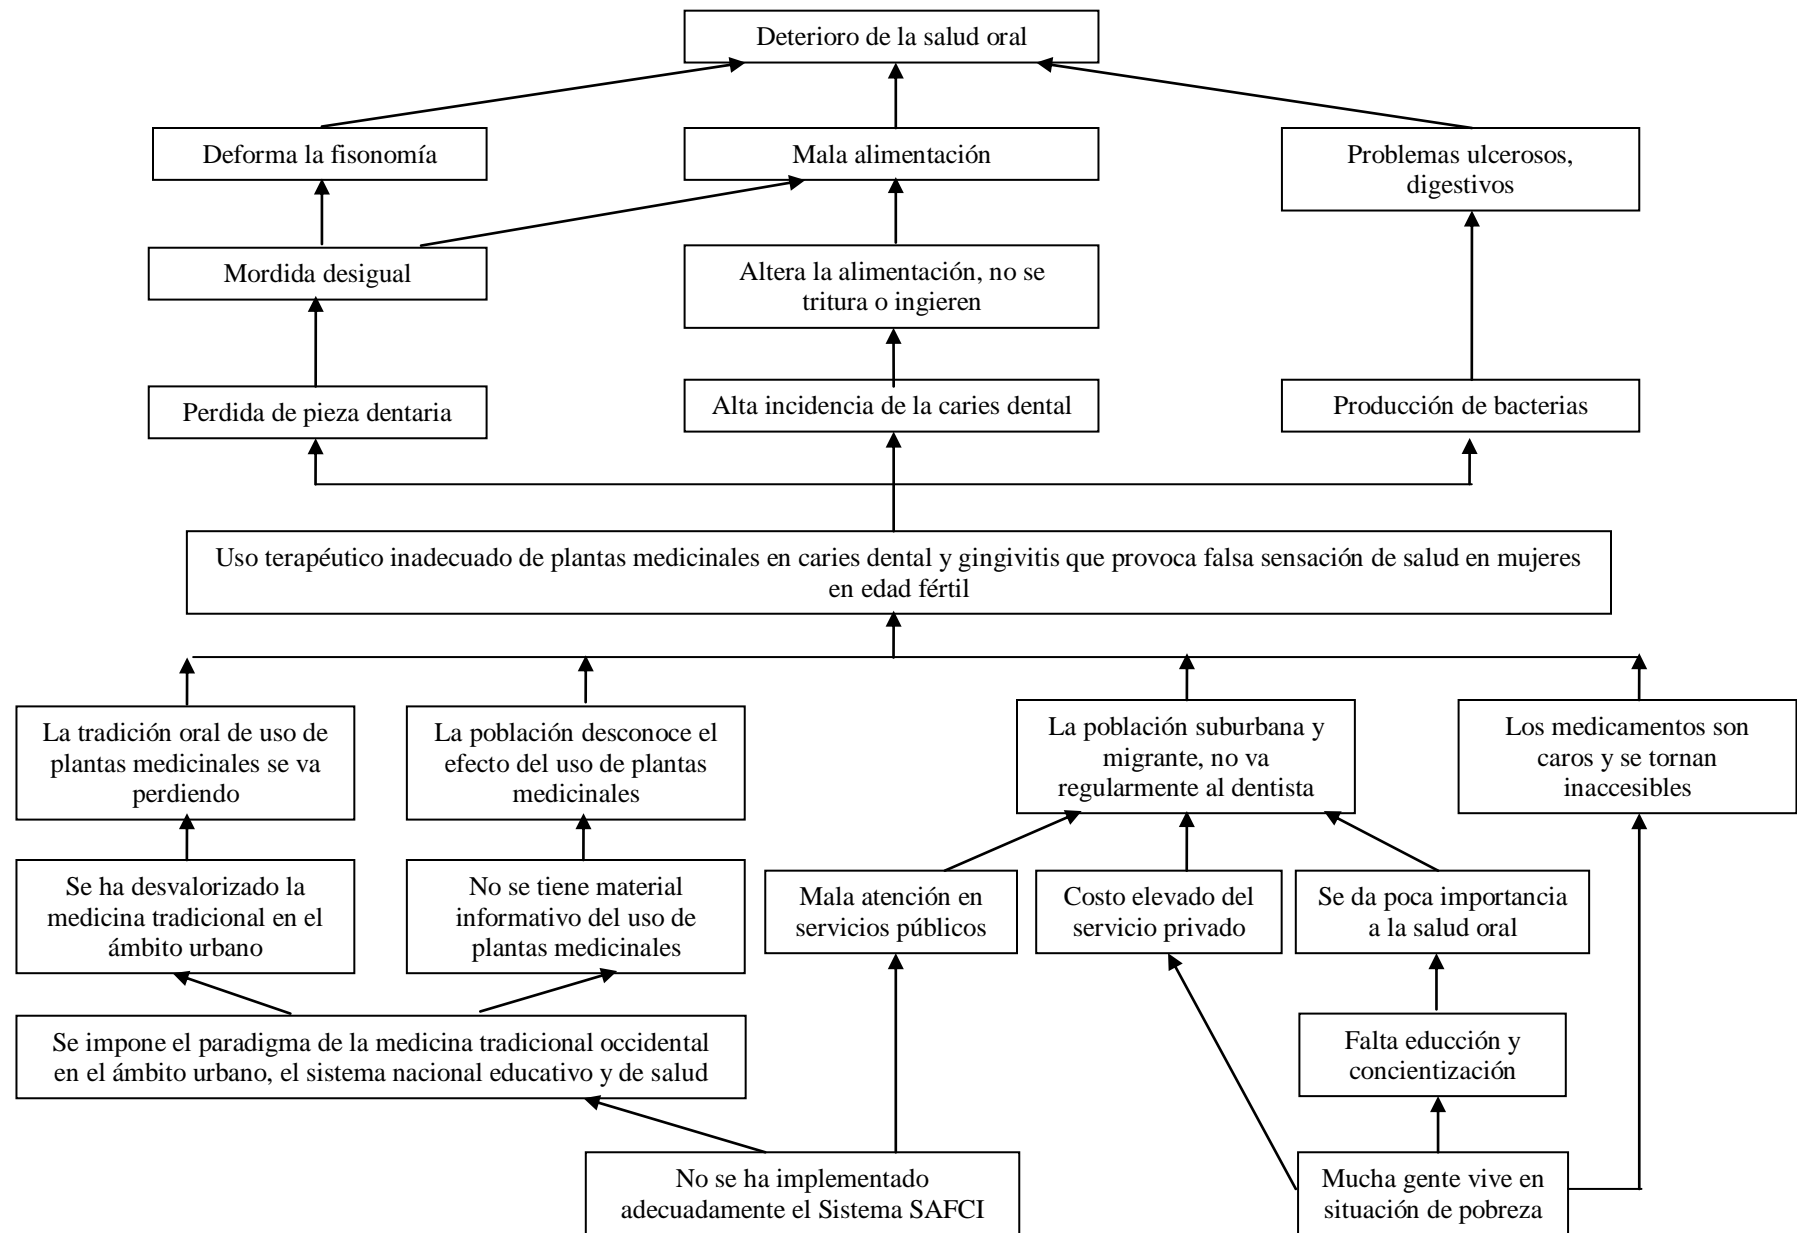 Deterioro de la salud oral
Deforma la fisonomía
Mala alimentación
Problemas ulcerosos,
digestivos
Mordida desigual
Altera la alimentación, no se
tritura o ingieren
Perdida de pieza dentaria
Alta incidencia de la caries dental
Producción de bacterias
Uso terapéutico inadecuado de plantas medicinales en caries dental y gingivitis que provoca falsa sensación de salud en mujeres
en edad fértil
La tradición oral de uso de
plantas medicinales se va
perdiendo
La población desconoce el
efecto del uso de plantas
medicinales
La población suburbana y
migrante, no va
regularmente al dentista
Los medicamentos son
caros y se tornan
inaccesibles
Se ha desvalorizado la
medicina tradicional en el
ámbito urbano
No se tiene material
informativo del uso de
plantas medicinales
Mala atención en
servicios públicos
Costo elevado del
servicio privado
Se da poca importancia
a la salud oral
Se impone el paradigma de la medicina tradicional occidental
en el ámbito urbano, el sistema nacional educativo y de salud
Falta educción y
concientización
No se ha implementado
adecuadamente el Sistema SAFCI
Mucha gente vive en
situación de pobreza